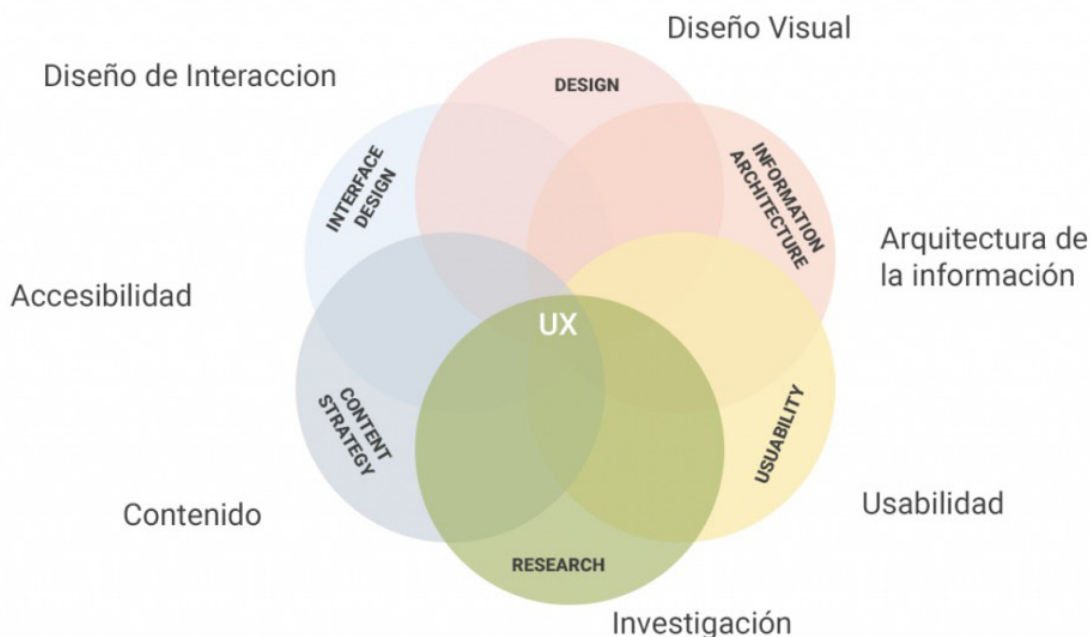 Diseño Visual
Diseño de Interaccion
DESIGN
INTERFACE
DESIGN
INFORMATION
ARCHITECTURE
Arquitectura de
la información
Accesibilidad
UX
CONTENT
STRATEGY
USUABILITY
Contenido
Usabilidad
RESEARCH
Investigación